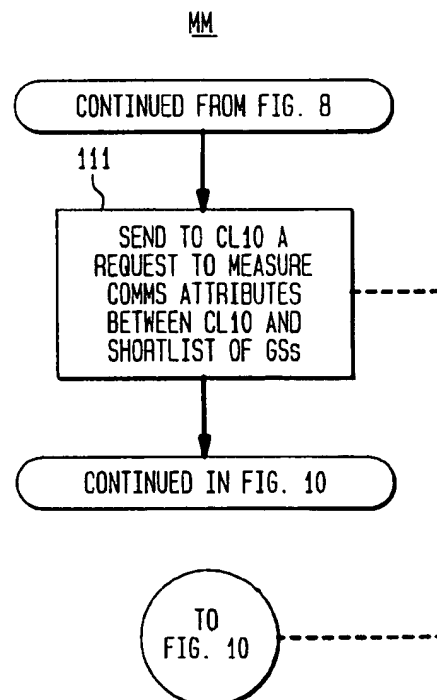 MM
CONTINUED FROM FIG. 8
111
SEND TO CL10 A
REQUEST TO MEASURE
COMMS ATTRIBUTES
BETWEEN CL10 AND
SHORTLIST OF GSs
CONTINUED IN FIG. 10
TO
FIG. 10